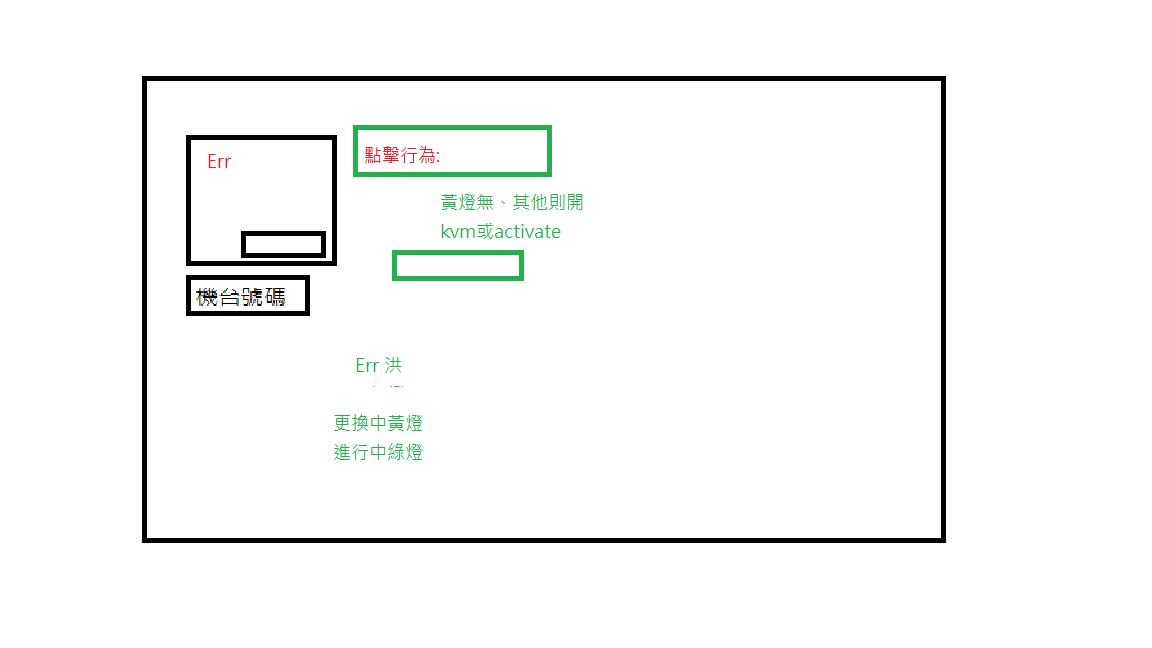 Err
點擊行為:
黃燈無、其他則開
kvm或activate
機台號碼
Err 洪
更換中黃燈
進行中綠燈